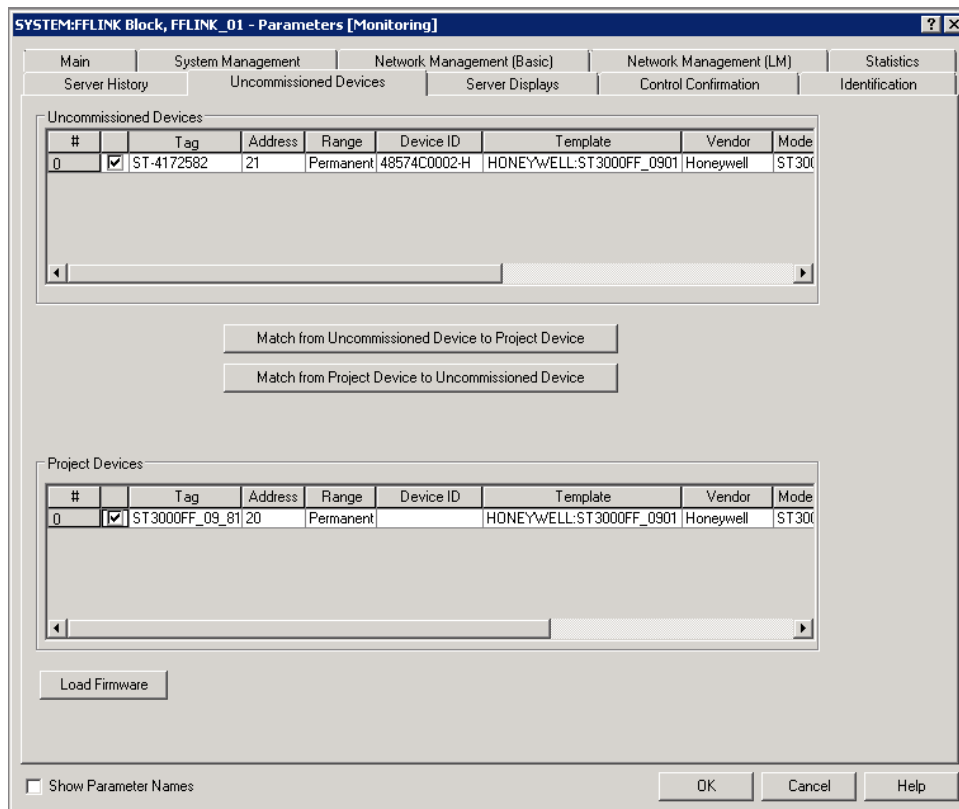 SYSTEM:FFLINK Block, FFLINK_01 - Parameters [Monitoring]
Main System Management Network Management (Basic) Network Management (LM) Statistics
Server History Uncommissioned Devices Server Displays Control Confirmation Identification
Uncommissioned Devices
# Tag Address Range Device ID Template Vendor Mode
0 ST-4172582 21 Permanent 48574C0002-H HONEYWELL:ST3000FF_0901 Honeywell ST300
Match from Uncommissioned Device to Project Device
Match from Project Device to Uncommissioned Device
Project Devices
# Tag Address Range Device ID Template Vendor Mode
0 ST3000FF_09_81 20 Permanent HONEYWELL:ST3000FF_0901 Honeywell ST300
Load Firmware
Show Parameter Names
OK Cancel Help